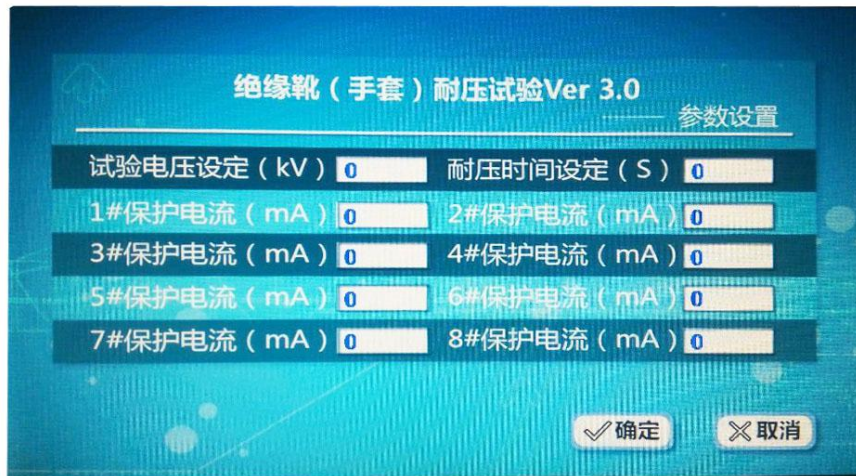 绝缘靴（手套）耐压试验Ver 3.0
参数设置
试验电压设定（kV） 0 耐压时间设定（S） 0
1#保护电流（mA） 0 2#保护电流（mA） 0
3#保护电流（mA） 0 4#保护电流（mA） 0
5#保护电流（mA） 0 6#保护电流（mA） 0
7#保护电流（mA） 0 8#保护电流（mA） 0
确定 取消